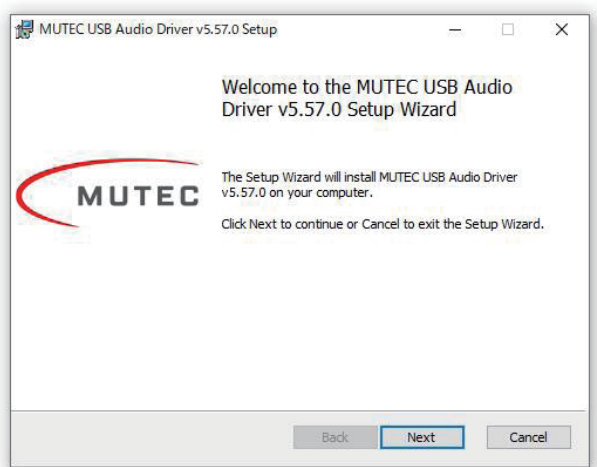 MUTEC USB Audio Driver v5.57.0 Setup
Welcome to the MUTEC USB Audio
Driver v5.57.0 Setup Wizard
MUTEC
The Setup Wizard will install MUTEC USB Audio Driver
v5.57.0 on your computer.
Click Next to continue or Cancel to exit the Setup Wizard.
Back Next Cancel